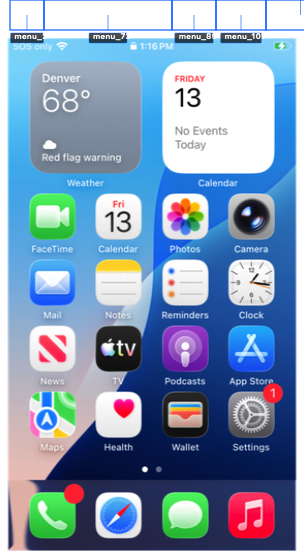 menu_7
menu_8
menu_10
SOS only 1:16 PM
Denver
68°
Red flag warning
Weather
FRIDAY
13
No Events
Today
Calendar
FaceTime
Fri
13
Calendar
Photos
Camera
Mail
Notes
Reminders
Clock
News
tv
TV
Podcasts
App Store
1
Maps
Health
Wallet
Settings